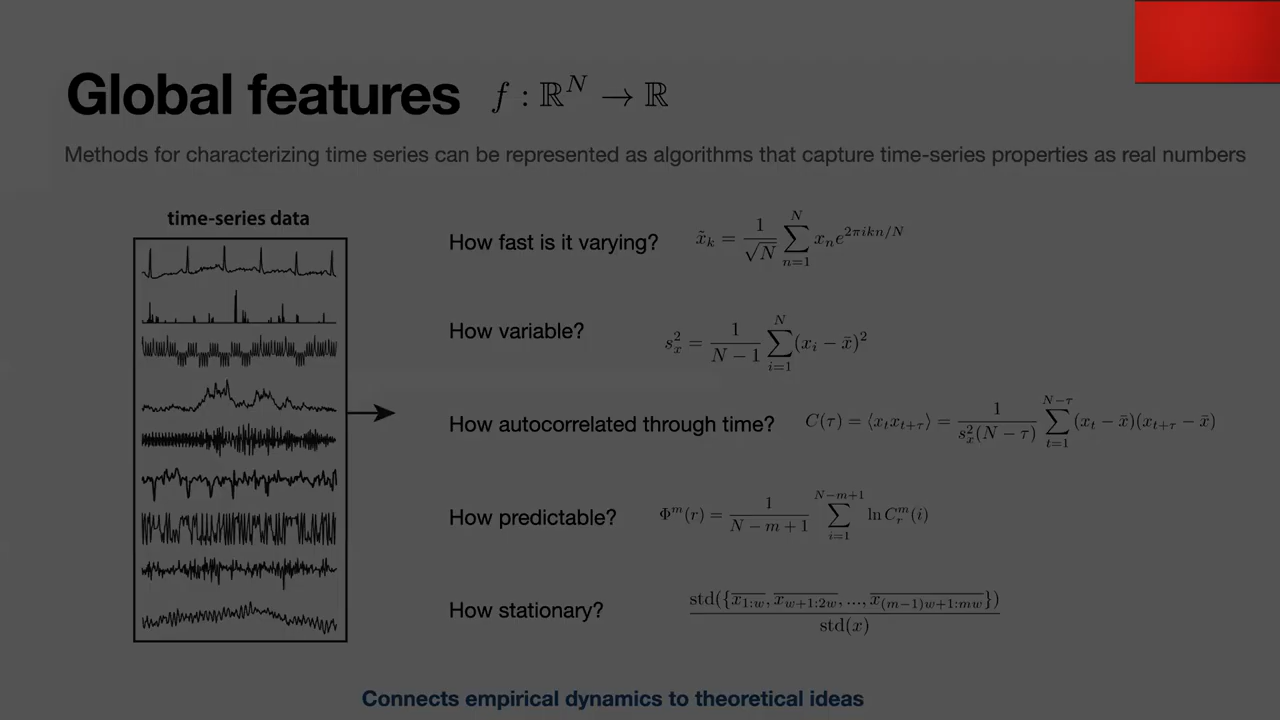 Global features f : ℝ^N → ℝ
Methods for characterizing time series can be represented as algorithms that capture time-series properties as real numbers
time-series data
How fast is it varying? x̃_k = 1/√N ∑_{n=1}^{N} x_n e^{2πikn/N}
How variable? s_x^2 = 1/(N − 1) ∑_{i=1}^{N} (x_i − x̄)^2
How autocorrelated through time? C(τ) = ⟨x_t x_{t+τ}⟩ = 1/(s_x^2(N − τ)) ∑_{t=1}^{N−τ} (x_t − x̄)(x_{t+τ} − x̄)
How predictable? Φ^m(r) = 1/(N − m + 1) ∑_{i=1}^{N−m+1} ln C_r^m(i)
How stationary? std({x̅_{1:w}, x̅_{w+1:2w}, ..., x̅_{(m−1)w+1:mw}})/std(x)
Connects empirical dynamics to theoretical ideas